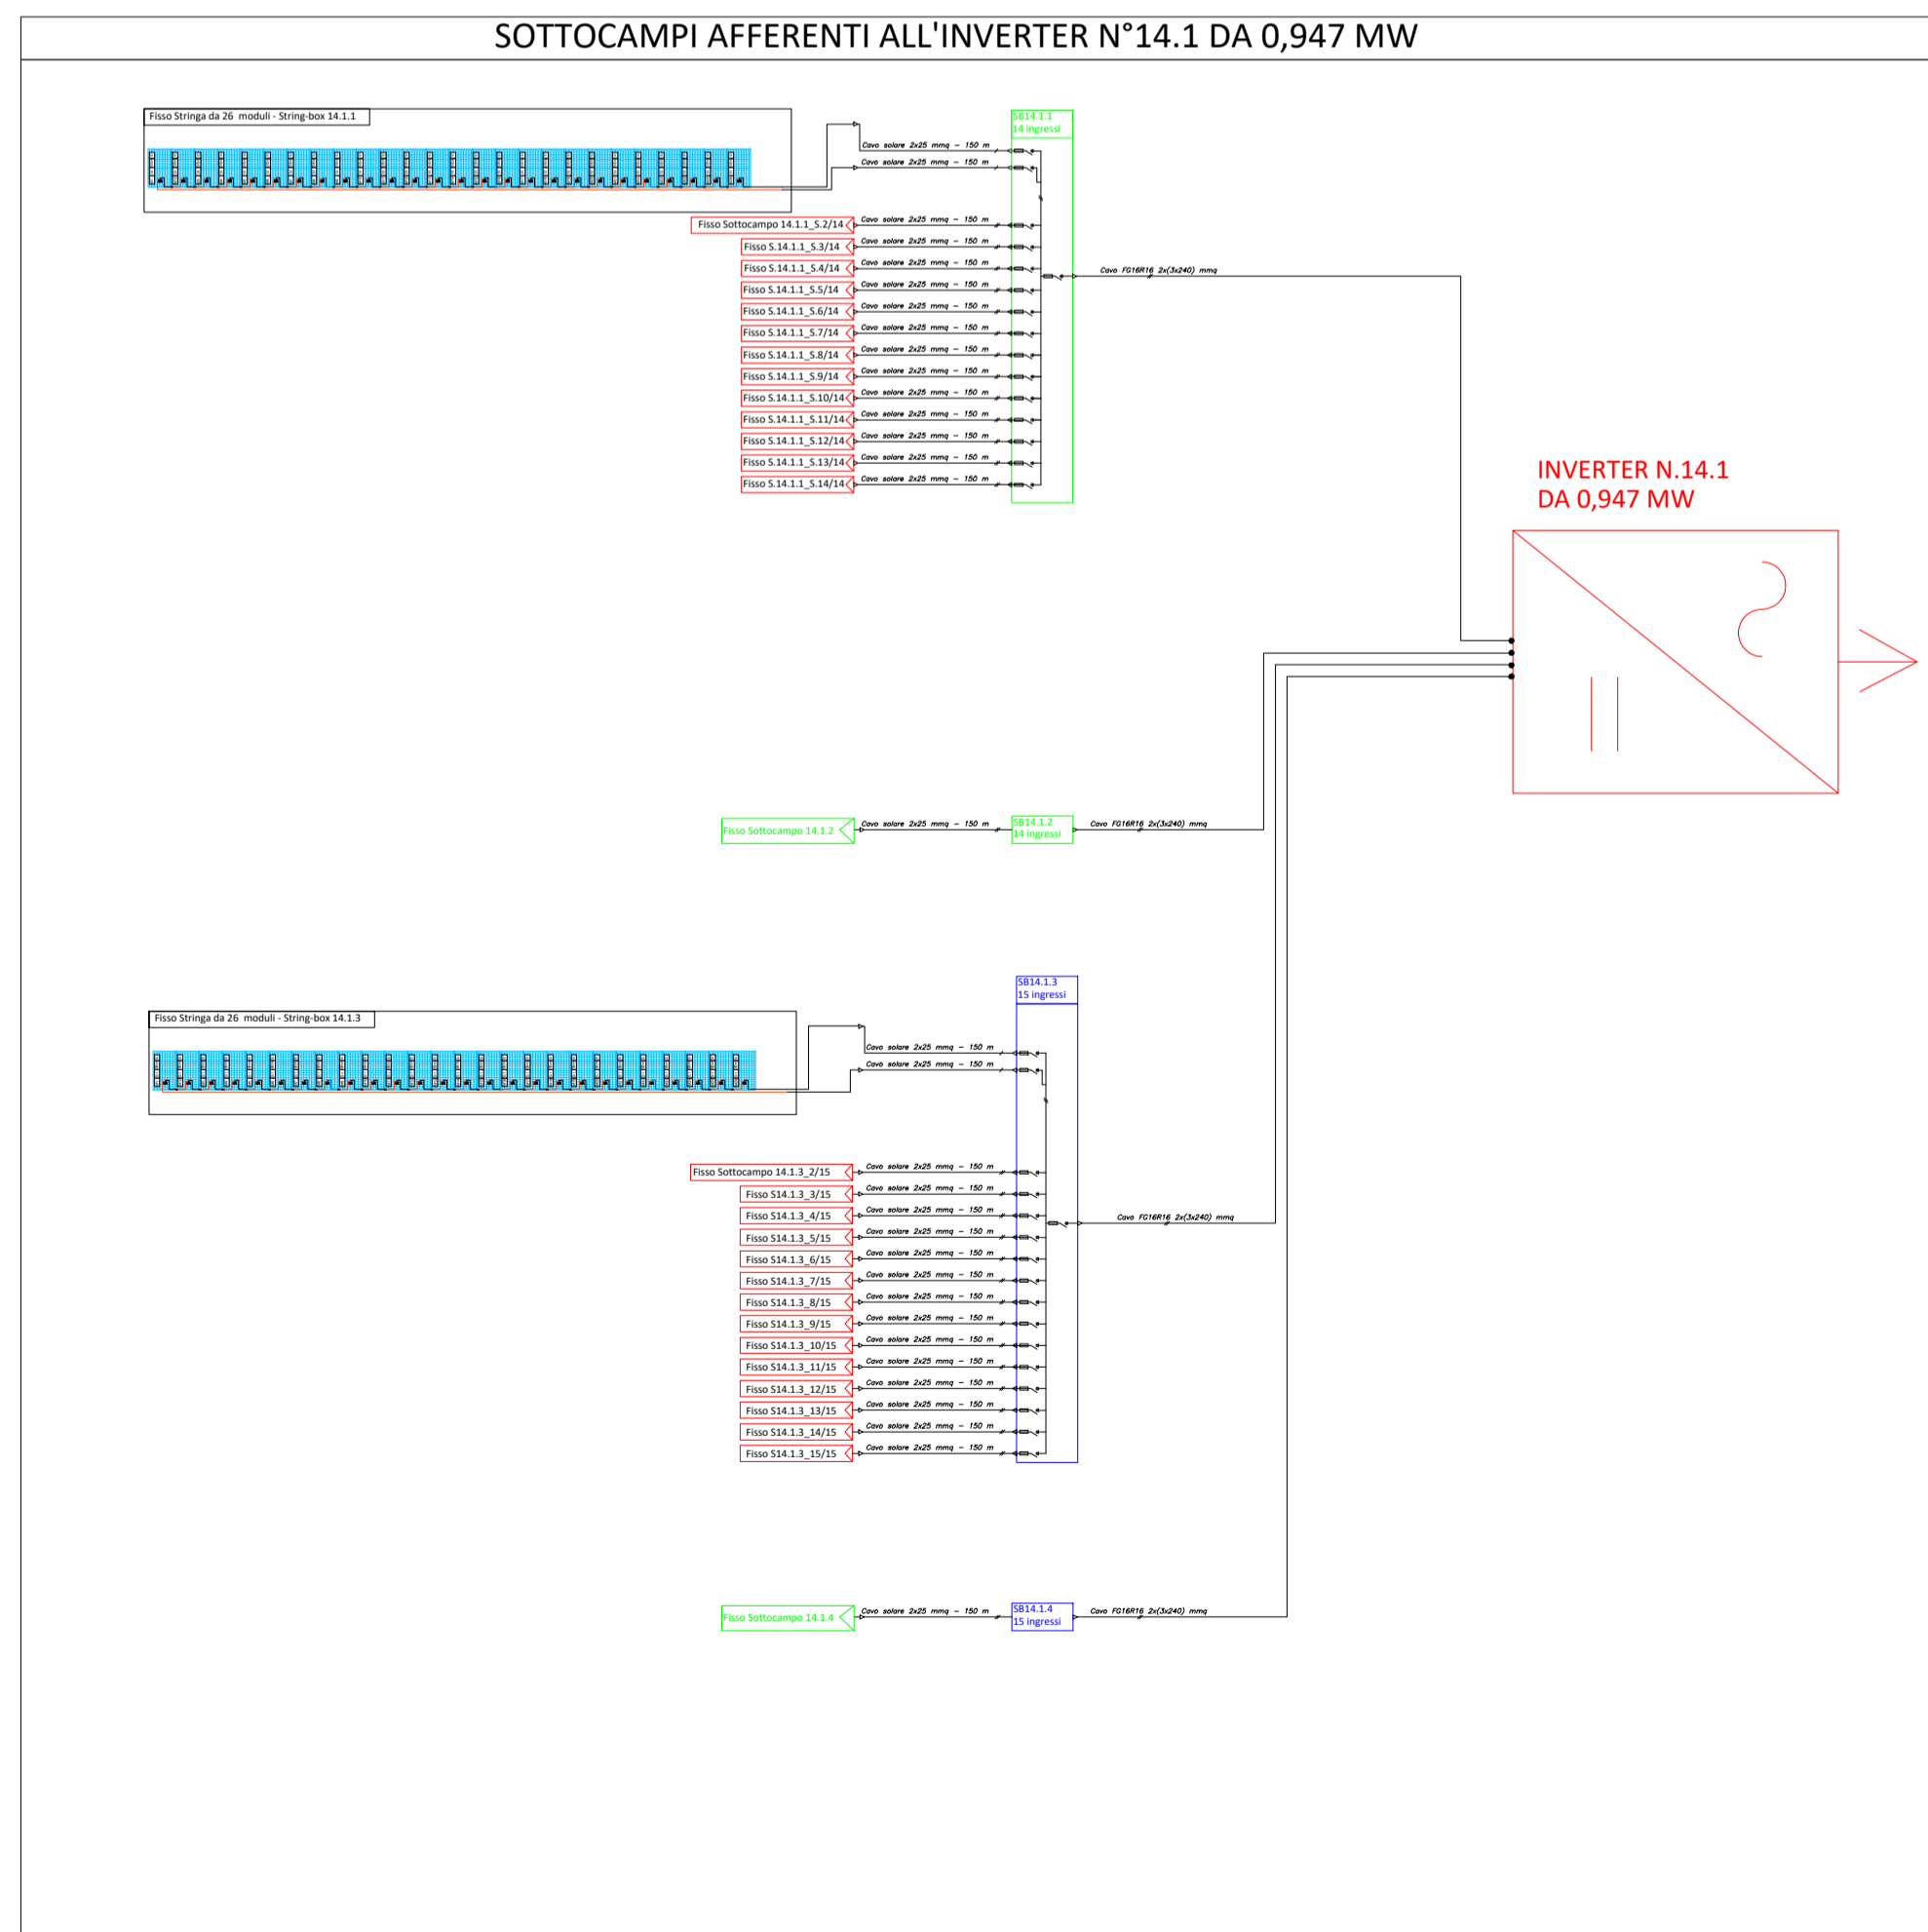 SOTTOCAMPI AFFERENTI ALL'INVERTER N°14.1 DA 0,947 MW
Fisso Stringa da 26 moduli - String-box 14.1.1
SB14.1.1
14 ingressi
Cavo solare 2x25 mmq - 150 m
Cavo solare 2x25 mmq - 150 m
Fisso Sottocampo 14.1.1_S.2/14 Cavo solare 2x25 mmq - 150 m
Fisso S.14.1.1_S.3/14 Cavo solare 2x25 mmq - 150 m
Fisso S.14.1.1_S.4/14 Cavo solare 2x25 mmq - 150 m
Cavo FG16R16 2x(3x240) mmq
Fisso S.14.1.1_S.5/14 Cavo solare 2x25 mmq - 150 m
Fisso S.14.1.1_S.6/14 Cavo solare 2x25 mmq - 150 m
Fisso S.14.1.1_S.7/14 Cavo solare 2x25 mmq - 150 m
Fisso S.14.1.1_S.8/14 Cavo solare 2x25 mmq - 150 m
Fisso S.14.1.1_S.9/14 Cavo solare 2x25 mmq - 150 m
Fisso S.14.1.1_S.10/14 Cavo solare 2x25 mmq - 150 m
Fisso S.14.1.1_S.11/14 Cavo solare 2x25 mmq - 150 m
Fisso S.14.1.1_S.12/14 Cavo solare 2x25 mmq - 150 m
Fisso S.14.1.1_S.13/14 Cavo solare 2x25 mmq - 150 m
Fisso S.14.1.1_S.14/14 Cavo solare 2x25 mmq - 150 m
INVERTER N.14.1
DA 0,947 MW
Fisso Sottocampo 14.1.2 Cavo solare 2x25 mmq - 150 m
SB14.1.2
14 ingressi
Cavo FG16R16 2x(3x240) mmq
SB14.1.3
15 ingressi
Fisso Stringa da 26 moduli - String-box 14.1.3
Cavo solare 2x25 mmq - 150 m
Cavo solare 2x25 mmq - 150 m
Fisso Sottocampo 14.1.3_2/15 Cavo solare 2x25 mmq - 150 m
Fisso S14.1.3_3/15 Cavo solare 2x25 mmq - 150 m
Fisso S14.1.3_4/15 Cavo solare 2x25 mmq - 150 m
Cavo FG16R16 2x(3x240) mmq
Fisso S14.1.3_5/15 Cavo solare 2x25 mmq - 150 m
Fisso S14.1.3_6/15 Cavo solare 2x25 mmq - 150 m
Fisso S14.1.3_7/15 Cavo solare 2x25 mmq - 150 m
Fisso S14.1.3_8/15 Cavo solare 2x25 mmq - 150 m
Fisso S14.1.3_9/15 Cavo solare 2x25 mmq - 150 m
Fisso S14.1.3_10/15 Cavo solare 2x25 mmq - 150 m
Fisso S14.1.3_11/15 Cavo solare 2x25 mmq - 150 m
Fisso S14.1.3_12/15 Cavo solare 2x25 mmq - 150 m
Fisso S14.1.3_13/15 Cavo solare 2x25 mmq - 150 m
Fisso S14.1.3_14/15 Cavo solare 2x25 mmq - 150 m
Fisso S14.1.3_15/15 Cavo solare 2x25 mmq - 150 m
Fisso Sottocampo 14.1.4 Cavo solare 2x25 mmq - 150 m
SB14.1.4
15 ingressi
Cavo FG16R16 2x(3x240) mmq